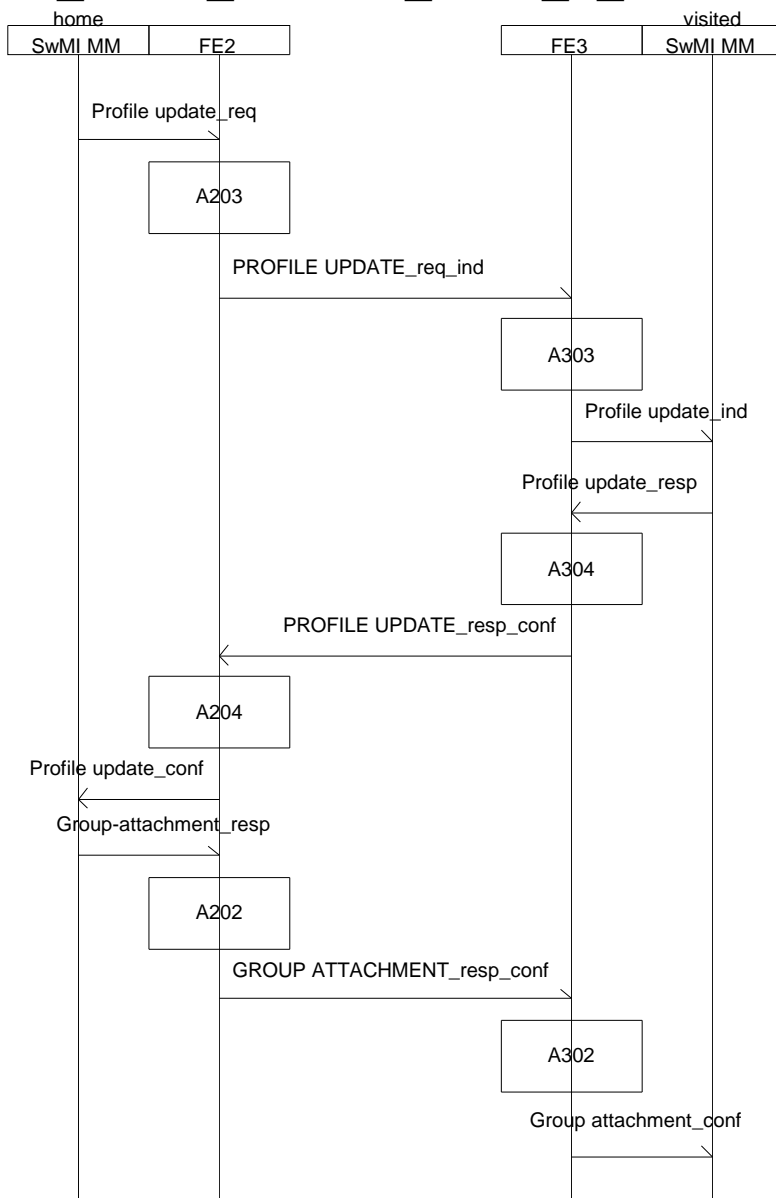 home
visited
SwMI MM
FE2
FE3
SwMI MM
Profile update_req
A203
PROFILE UPDATE_req_ind
A303
Profile update_ind
Profile update_resp
A304
PROFILE UPDATE_resp_conf
A204
Profile update_conf
Group-attachment_resp
A202
GROUP ATTACHMENT_resp_conf
A302
Group attachment_conf